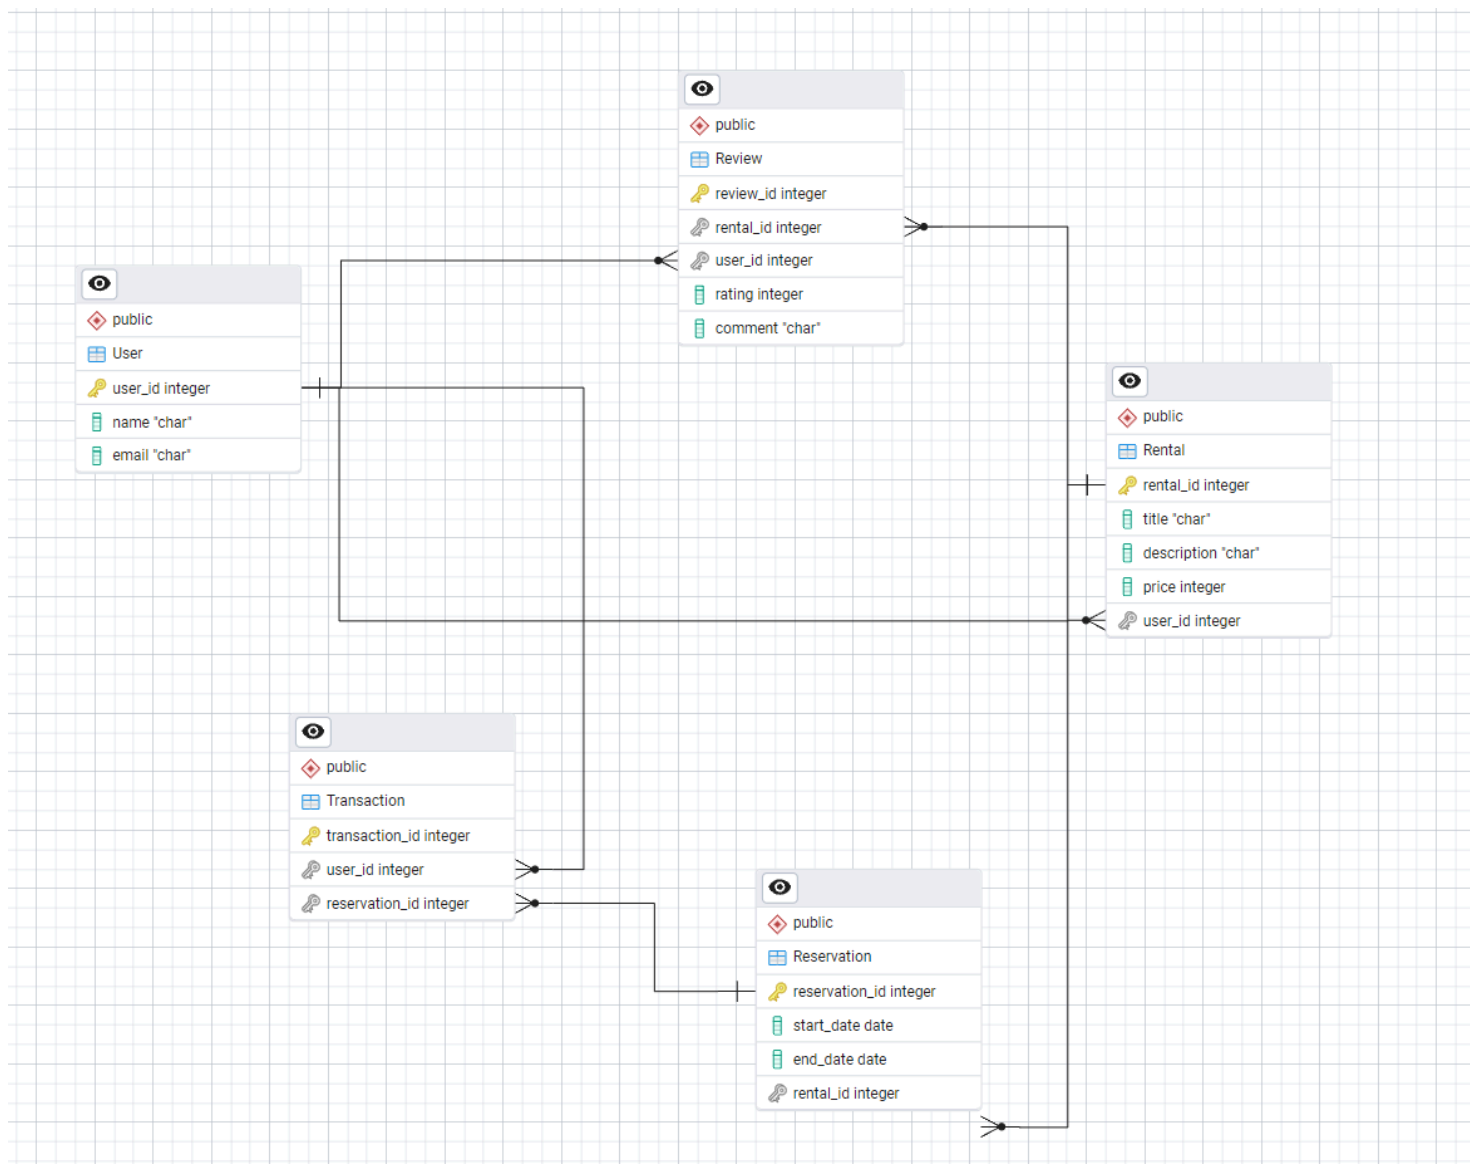 public
Review
review_id integer
rental_id integer
user_id integer
rating integer
comment "char"
public
User
user_id integer
name "char"
email "char"
public
Rental
rental_id integer
title "char"
description "char"
price integer
user_id integer
public
Transaction
transaction_id integer
user_id integer
reservation_id integer
public
Reservation
reservation_id integer
start_date date
end_date date
rental_id integer